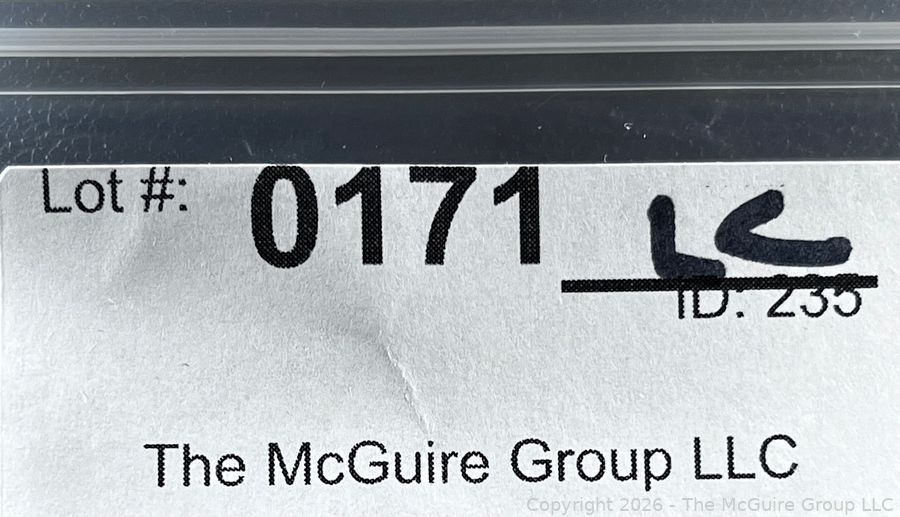 Lot #: 0171 LC
ID: 235
The McGuire Group LLC
Copyright 2026 - The McGuire Group LLC